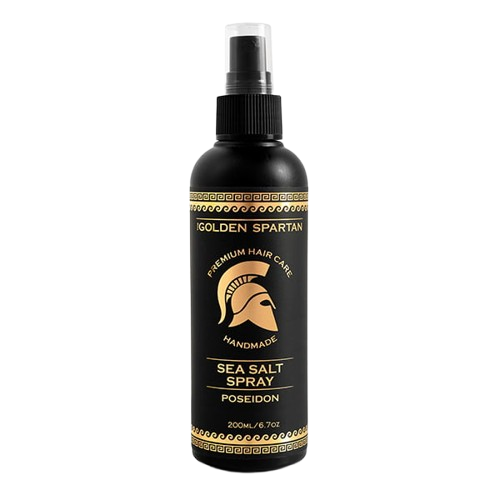 THE GOLDEN SPARTAN
PREMIUM HAIR CARE
HANDMADE
SEA SALT
SPRAY
POSEIDON
200ML/6.7OZ